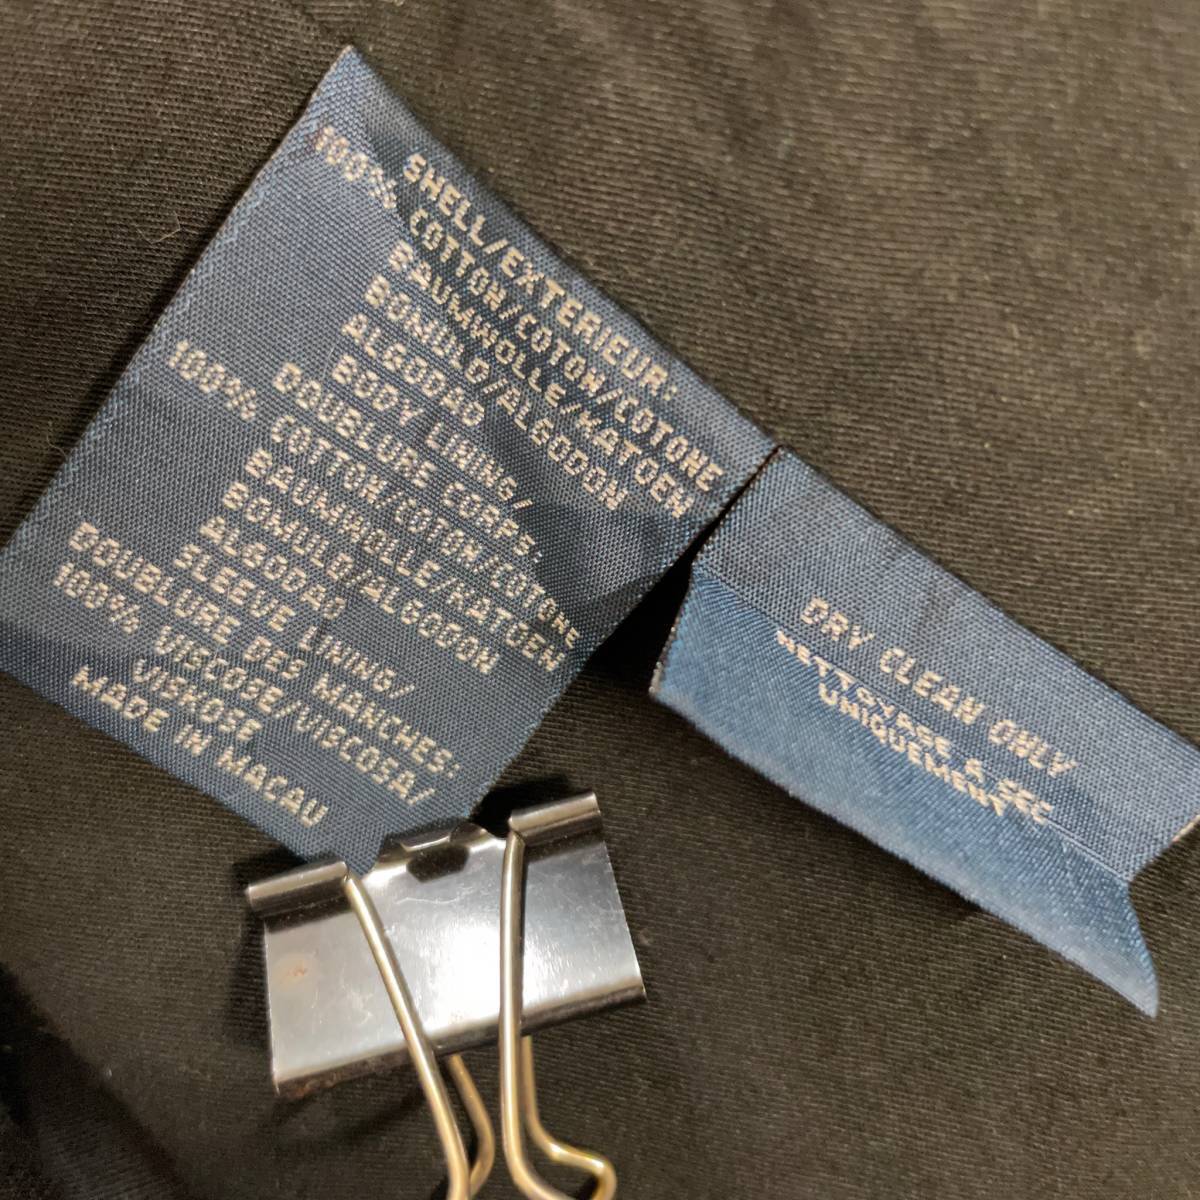 SHELL/EXTERIEUR:
100% COTTON/COTON/COTONE
BAUMWOLLE/KATOEN
BOMULD/ALGODON
ALGODAO
BODY LINING/
DOUBLURE CORPS:
100% COTTON/COTON/COTONE
BAUMWOLLE/KATOEN
BOMULD/ALGODON
ALGODAO
SLEEVE LINING/
DOUBLURE DES MANCHES:
100% VISCOSE/VISCOSA/
VISKOSE
MADE IN MACAU
DRY CLEAN ONLY
NETTOYAGE A SEC
UNIQUEMENT